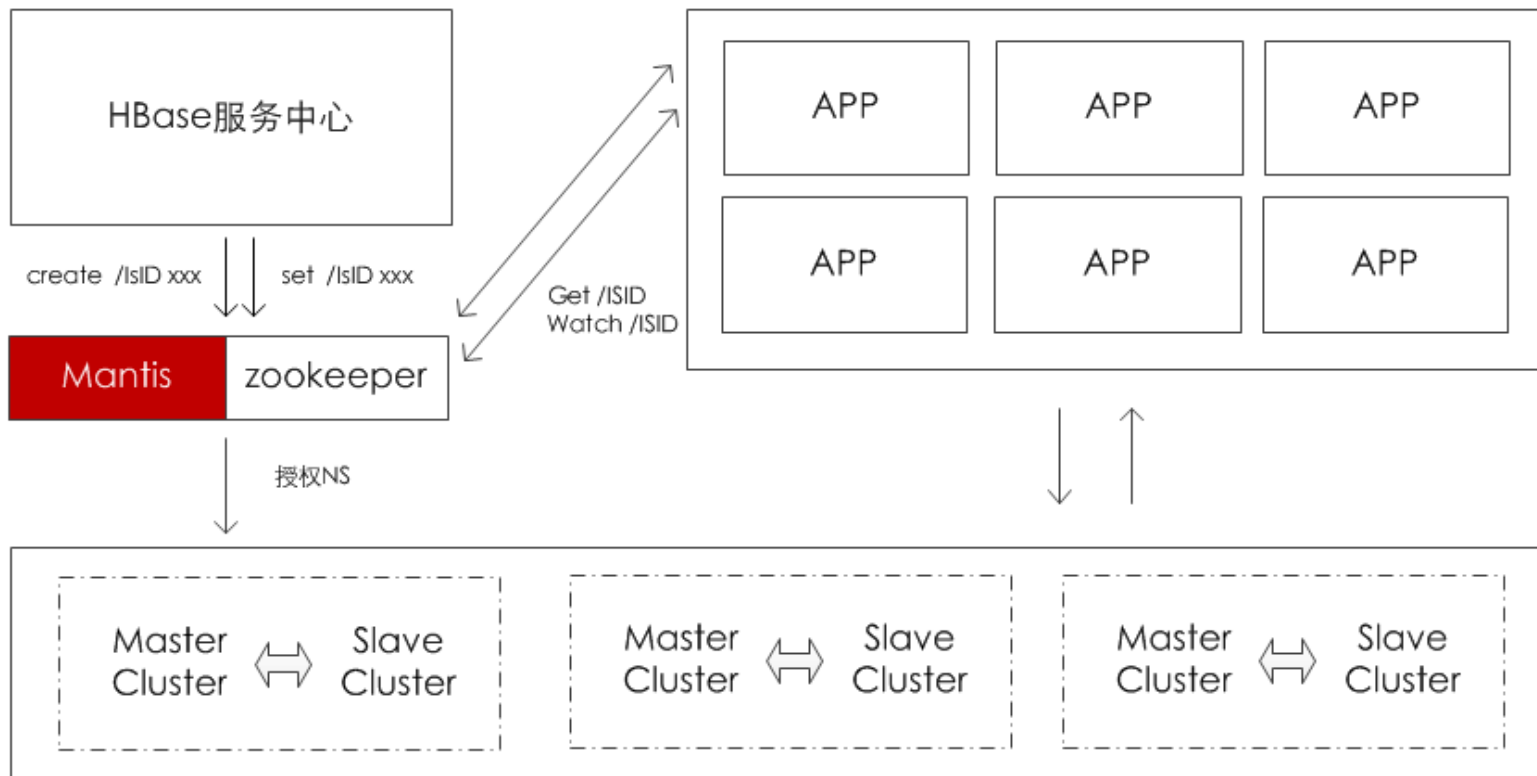 HBase服务中心
APP
APP
APP
APP
APP
APP
create /IsID xxx
set /IsID xxx
Get /ISID
Watch /ISID
Mantis
zookeeper
授权NS
Master
Cluster
Slave
Cluster
Master
Cluster
Slave
Cluster
Master
Cluster
Slave
Cluster